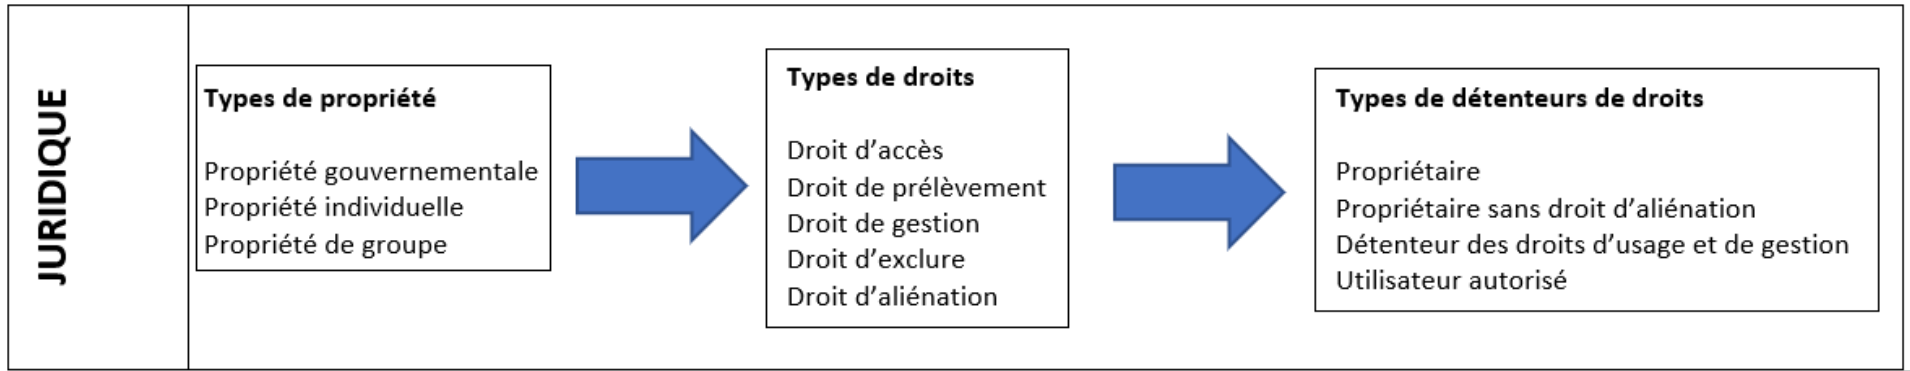 JURIDIQUE
Types de propriété
Propriété gouvernementale
Propriété individuelle
Propriété de groupe
Types de droits
Droit d’accès
Droit de prélèvement
Droit de gestion
Droit d’exclure
Droit d’aliénation
Types de détenteurs de droits
Propriétaire
Propriétaire sans droit d’aliénation
Détenteur des droits d’usage et de gestion
Utilisateur autorisé